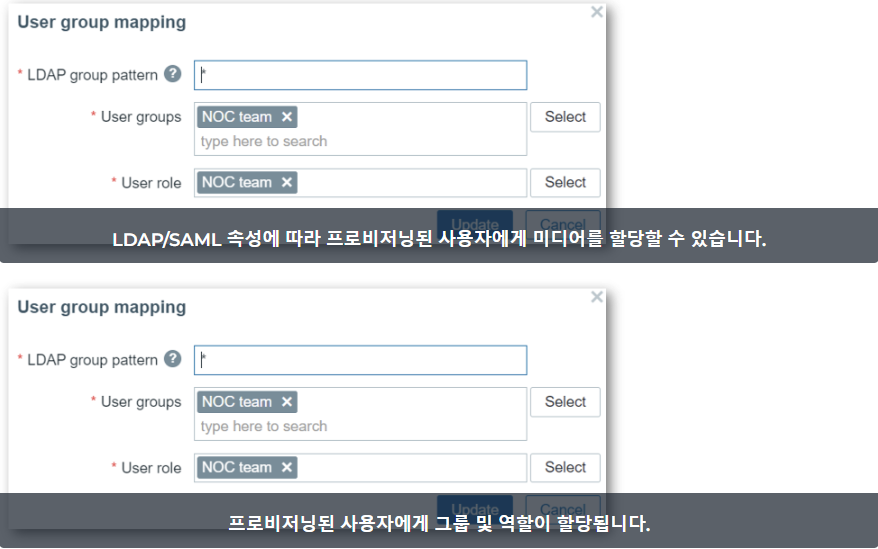 User group mapping
* LDAP group pattern ? *
* User groups NOC team × Select
type here to search
* User role NOC team × Select
Update Cancel
LDAP/SAML 속성에 따라 프로비저닝된 사용자에게 미디어를 할당할 수 있습니다.
User group mapping
* LDAP group pattern ? *
* User groups NOC team × Select
type here to search
* User role NOC team × Select
Update Cancel
프로비저닝된 사용자에게 그룹 및 역할이 할당됩니다.